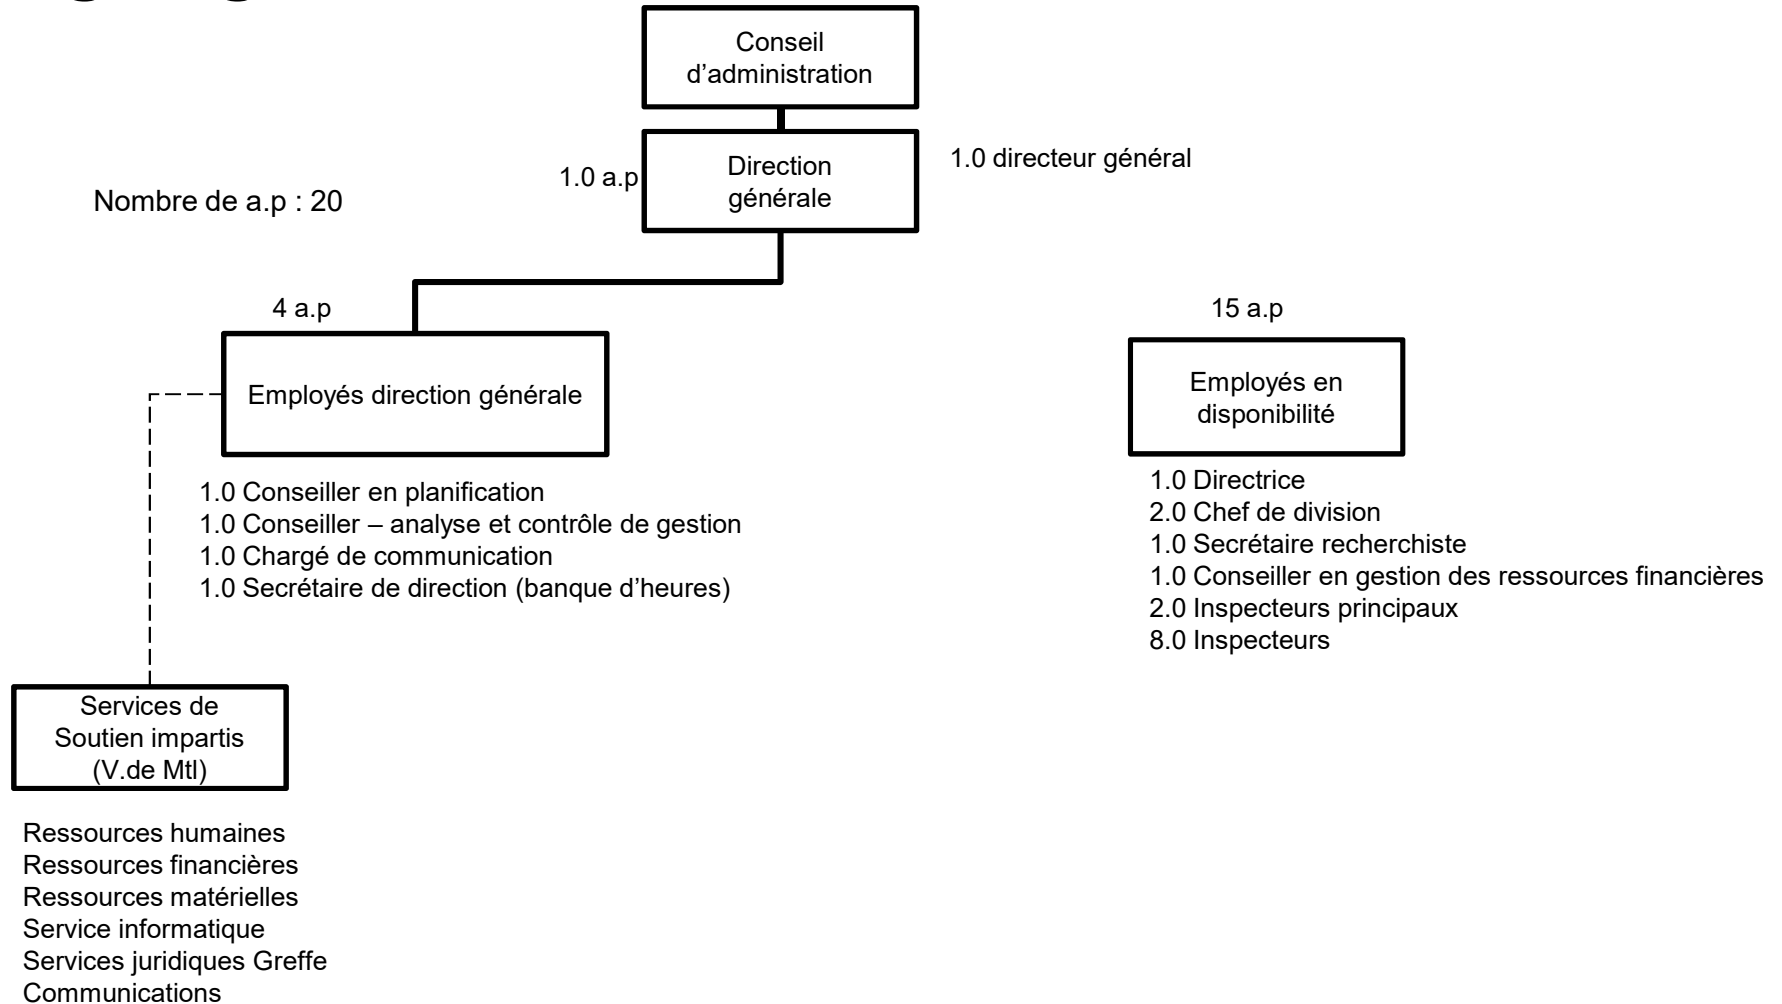 Conseil
d'administration
Direction
générale
1.0 a.p
1.0 directeur général
Nombre de a.p : 20
4 a.p
15 a.p
Employés direction générale
Employés en
disponibilité
1.0 Conseiller en planification
1.0 Conseiller – analyse et contrôle de gestion
1.0 Chargé de communication
1.0 Secrétaire de direction (banque d'heures)
1.0 Directrice
2.0 Chef de division
1.0 Secrétaire recherchiste
1.0 Conseiller en gestion des ressources financières
2.0 Inspecteurs principaux
8.0 Inspecteurs
Services de
Soutien impartis
(V.de Mtl)
Ressources humaines
Ressources financières
Ressources matérielles
Service informatique
Services juridiques Greffe
Communications